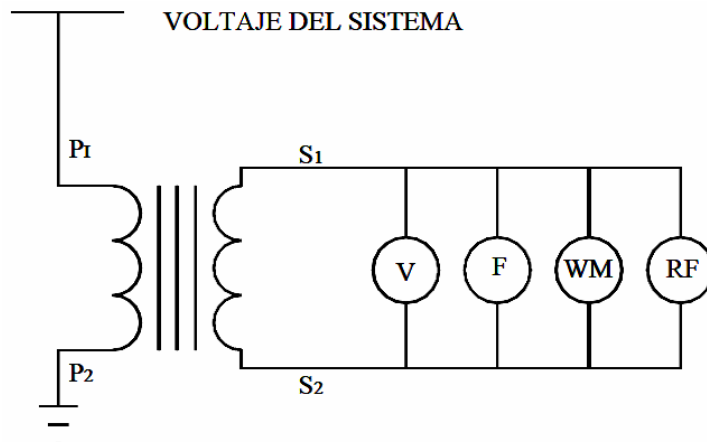 VOLTAJE DEL SISTEMA
P1
S1
V
F
WM
RF
P2
S2